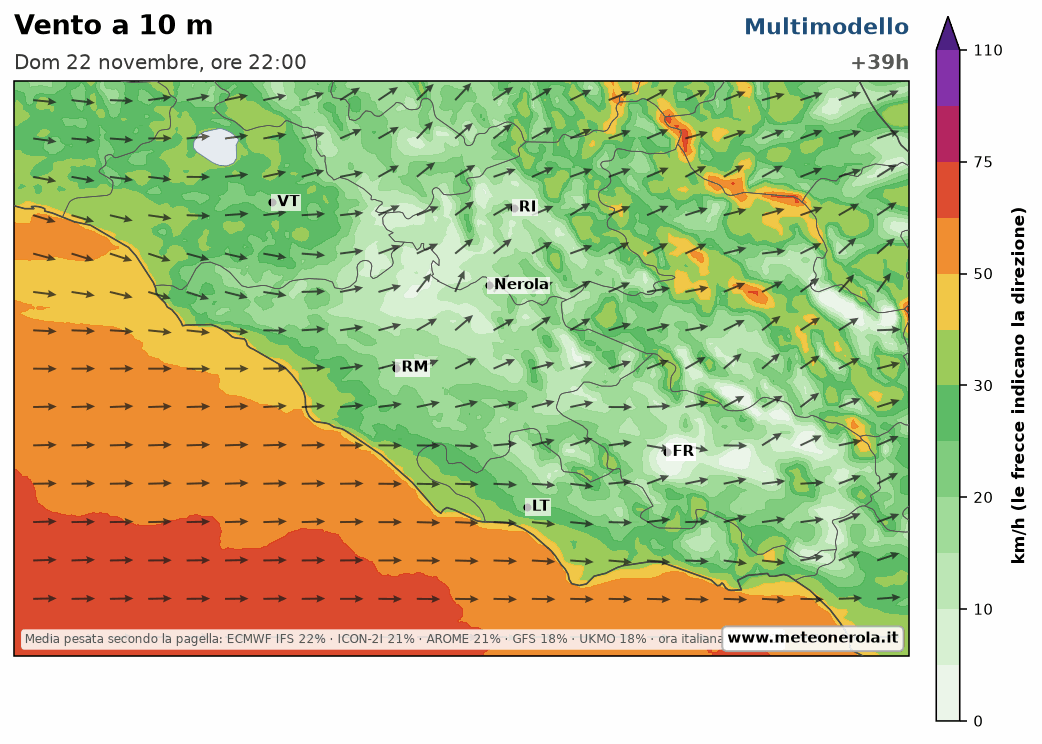 Vento a 10 m
Multimodello
Dom 22 novembre, ore 22:00
+39h
110
75
50
30
20
10
0
km/h (le frecce indicano la direzione)
VT
RI
Nerola
RM
FR
LT
Media pesata secondo la pagella: ECMWF IFS 22% · ICON-2I 21% · AROME 21% · GFS 18% · UKMO 18% · ora italiana
www.meteonerola.it